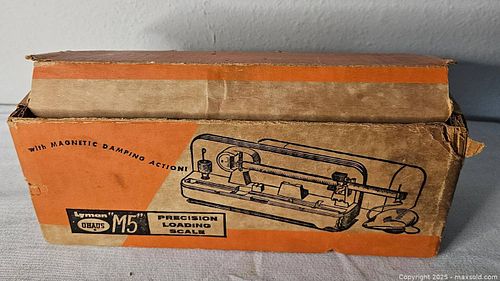 with MAGNETIC DAMPING ACTION!
Lyman "M5"
OHAUS
PRECISION
LOADING
SCALE
Copyright 2025 - maxsold.com